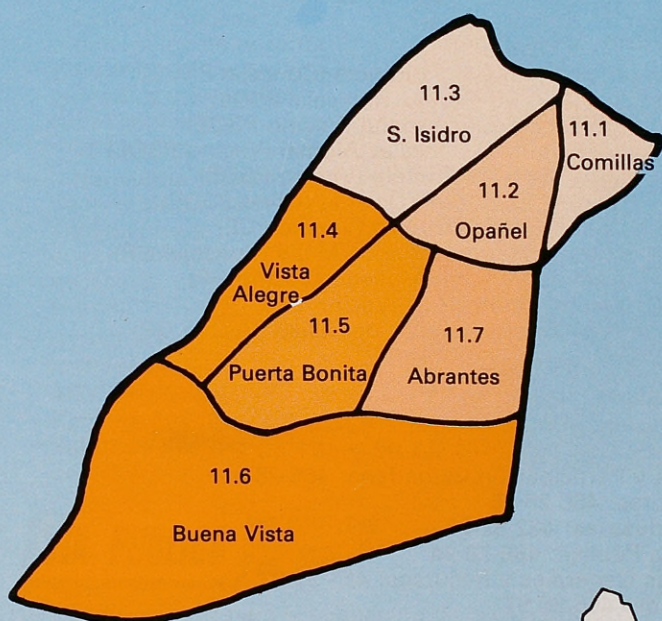 11.3
S. Isidro
11.1
Comillas
11.2
Opañel
11.4
Vista
Alegre
11.5
Puerta Bonita
11.7
Abrantes
11.6
Buena Vista